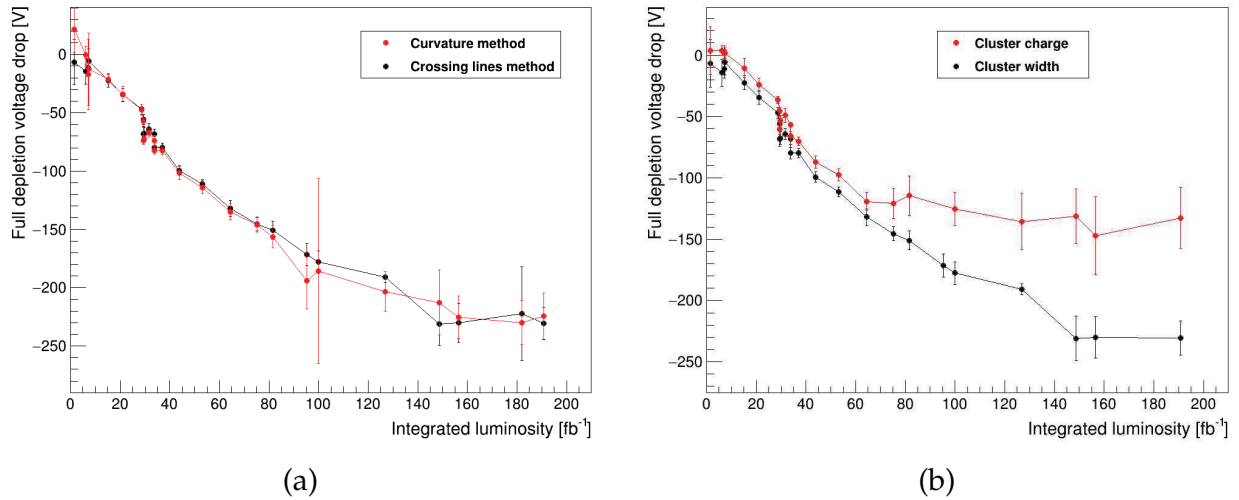 Full depletion voltage drop [V]
0
−50
−100
−150
−200
−250
0 20 40 60 80 100 120 140 160 180 200
Integrated luminosity [fb⁻¹]
Curvature method
Crossing lines method
(a)
Full depletion voltage drop [V]
0
−50
−100
−150
−200
−250
0 20 40 60 80 100 120 140 160 180 200
Integrated luminosity [fb⁻¹]
Cluster charge
Cluster width
(b)